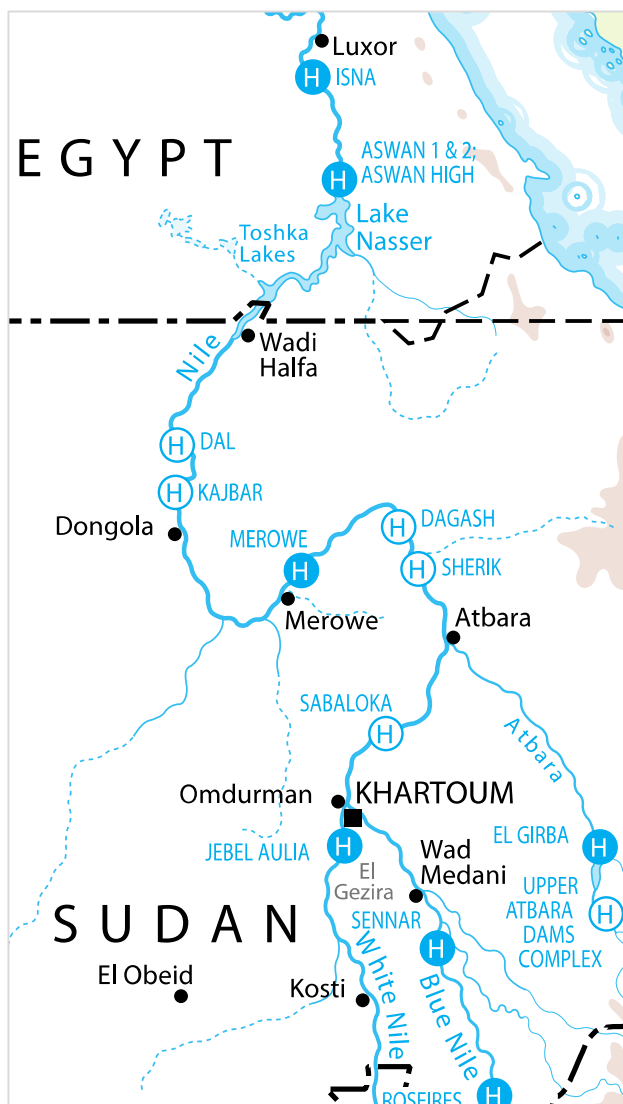 Luxor
H
ISNA
EGYPT
ASWAN 1 & 2;
ASWAN HIGH
H
Lake
Nasser
Toshka
Lakes
Nile
Wadi
Halfa
H
DAL
H
KAJBAR
Dongola
H
DAGASH
MEROWE
H
H
SHERIK
Merowe
Atbara
SABALOKA
H
Atbara
Omdurman
KHARTOUM
H
JEBEL AULIA
EL GIRBA
H
Wad
Medani
El
Gezira
UPPER
ATBARA
DAMS
COMPLEX
H
SENNAR
H
SUDAN
White Nile
Blue Nile
El Obeid
Kosti
ROSEIRES
H